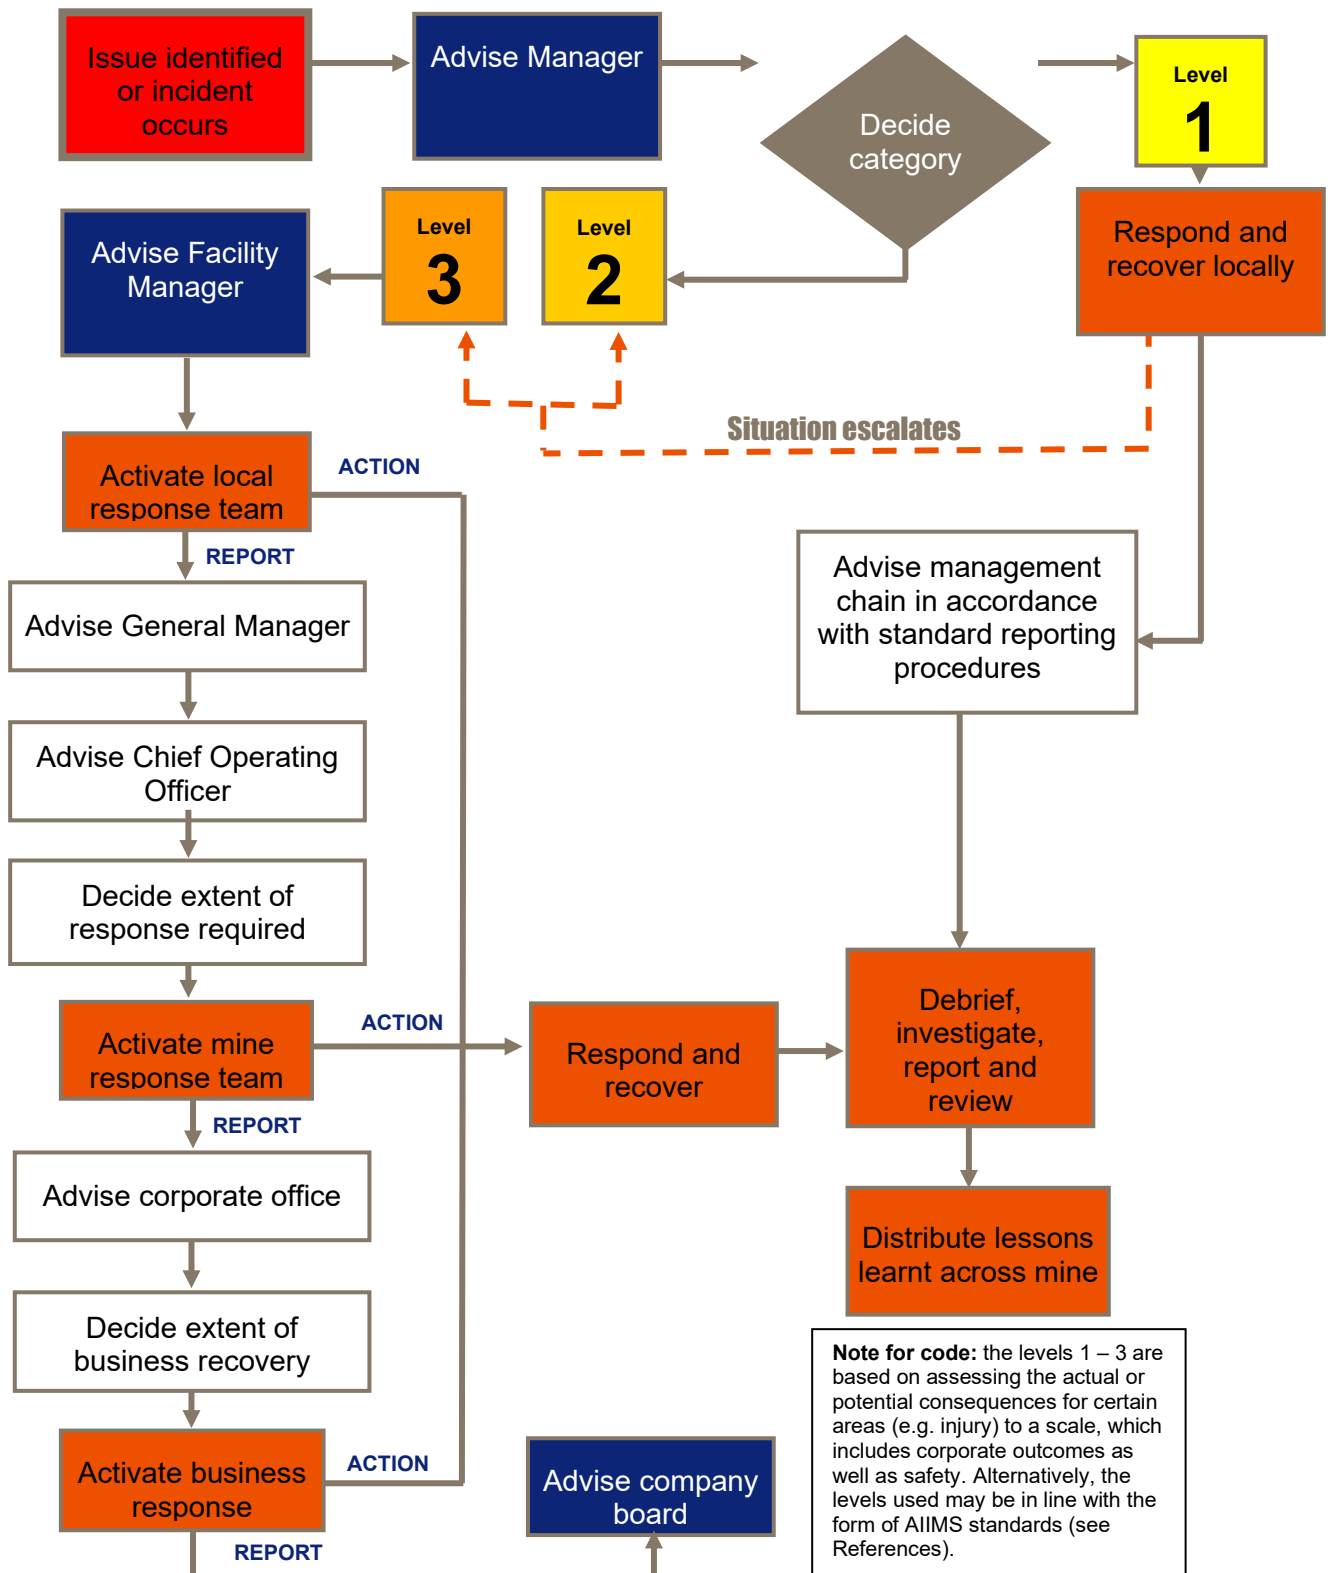 Issue identified
or incident
occurs
Advise Manager
Decide
category
Level
1
Respond and
recover locally
Level
2
Level
3
Advise Facility
Manager
Situation escalates
Activate local
response team
ACTION
REPORT
Advise General Manager
Advise Chief Operating
Officer
Decide extent of
response required
Activate mine
response team
ACTION
REPORT
Advise corporate office
Decide extent of
business recovery
Activate business
response
ACTION
REPORT
Advise management
chain in accordance
with standard reporting
procedures
Respond and
recover
Debrief,
investigate,
report and
review
Distribute lessons
learnt across mine
Advise company
board
Note for code: the levels 1 – 3 are
based on assessing the actual or
potential consequences for certain
areas (e.g. injury) to a scale, which
includes corporate outcomes as
well as safety. Alternatively, the
levels used may be in line with the
form of AIIMS standards (see
References).